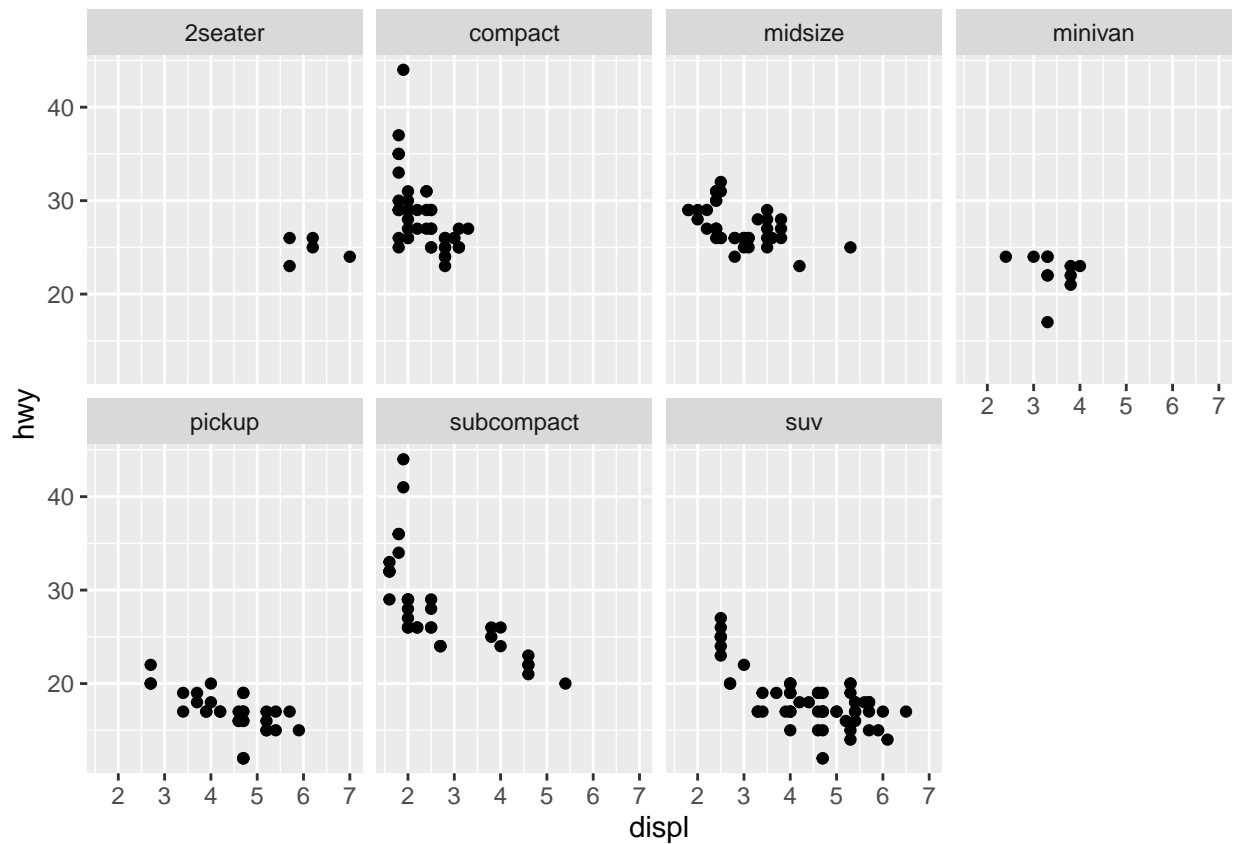 2seater compact midsize minivan
40
30
20
2 3 4 5 6 7
hwy
pickup subcompact suv
40
30
20
2 3 4 5 6 7 2 3 4 5 6 7 2 3 4 5 6 7
displ